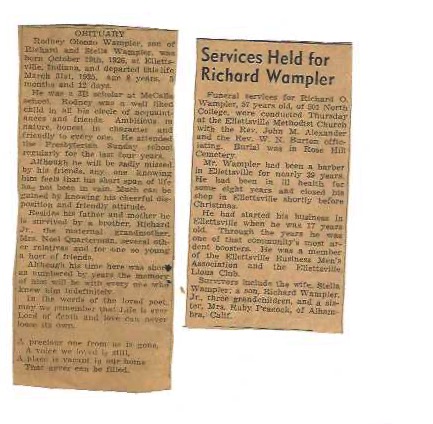 OBITUARY
Rodney Olonzo Wampler, son of
Richard and Stella Wampler, was
born October 19th, 1926, at Elletts-
ville, Indiana, and departed this life
March 31st, 1935, age 8 years, 5
months and 12 days.
He was a 3B scholar at McCalla
school. Rodney was a well liked
child in all his circle of acquaint-
ances and friends. Ambitious in
nature, honest in character and
friendly to every one. He attended
the Presbyterian Sunday school
regularly for the last four years.
Although he will be sadly missed
by his friends, any one knowing
him feels that his short span of life
has not been in vain. Much can be
gained by knowing his cheerful dis-
position and friendly attitude.
Besides his father and mother he
is survived by a brother, Richard
Jr., the maternal grandmother,
Mrs. Noel Quarterman, several oth-
er relatives and for one so young
a host of friends.
Although his time here was short
as numbered by years the memory
of him will be with every one who
knew him indefinitely.
In the words of the loved poet,
may we remember that Life is ever
Lord of death and love can never
lose its own.
A precious one from us is gone,
A voice we loved is still,
A place is vacant in our home
That never can be filled.
Services Held for
Richard Wampler
Funeral services for Richard O.
Wampler, 57 years old, of 901 North
College, were conducted Thursday
at the Ellettsville Methodist Church
with the Rev. John M. Alexander
and the Rev. W. N. Burton offic-
iating. Burial was in Rose Hill
Cemetery.
Mr. Wampler had been a barber
in Ellettsville for nearly 39 years.
He had been in ill health for
some eight years and closed his
shop in Ellettsville shortly before
Christmas.
He had started his business in
Ellettsville when he was 17 years
old. Through the years he was
one of that community's most ar-
dent boosters. He was a member
of the Ellettsville Business Men's
Association and the Ellettsville
Lions Club.
Survivors include the wife, Stella
Wampler, a son, Richard Wampler,
Jr., three grandchildren, and a sis-
ter, Mrs. Ruby Peacock, of Alham-
bra, Calif.